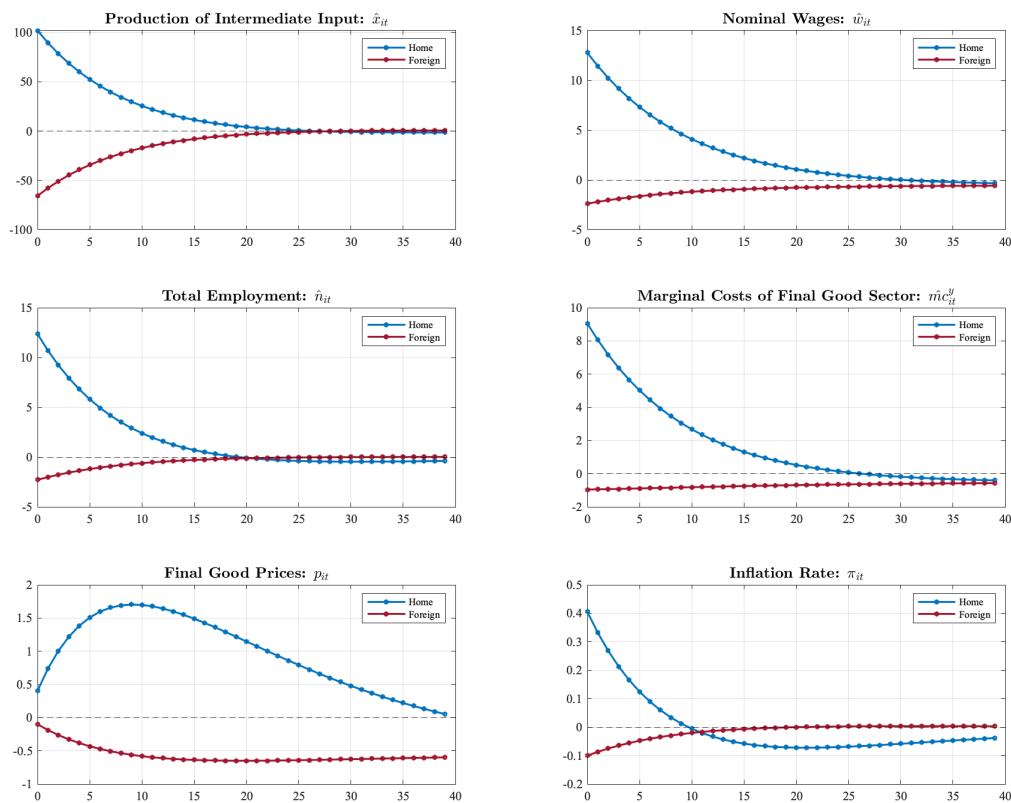 Production of Intermediate Input: x̂_it
100
50
0
-50
-100
0 5 10 15 20 25 30 35 40
Home
Foreign
Nominal Wages: ŵ_it
15
10
5
0
-5
0 5 10 15 20 25 30 35 40
Home
Foreign
Total Employment: n̂_it
15
10
5
0
-5
0 5 10 15 20 25 30 35 40
Home
Foreign
Marginal Costs of Final Good Sector: m̂c^y_it
10
8
6
4
2
0
-2
0 5 10 15 20 25 30 35 40
Home
Foreign
Final Good Prices: p_it
2
1.5
1
0.5
0
-0.5
-1
0 5 10 15 20 25 30 35 40
Home
Foreign
Inflation Rate: π_it
0.5
0.4
0.3
0.2
0.1
0
-0.1
-0.2
0 5 10 15 20 25 30 35 40
Home
Foreign